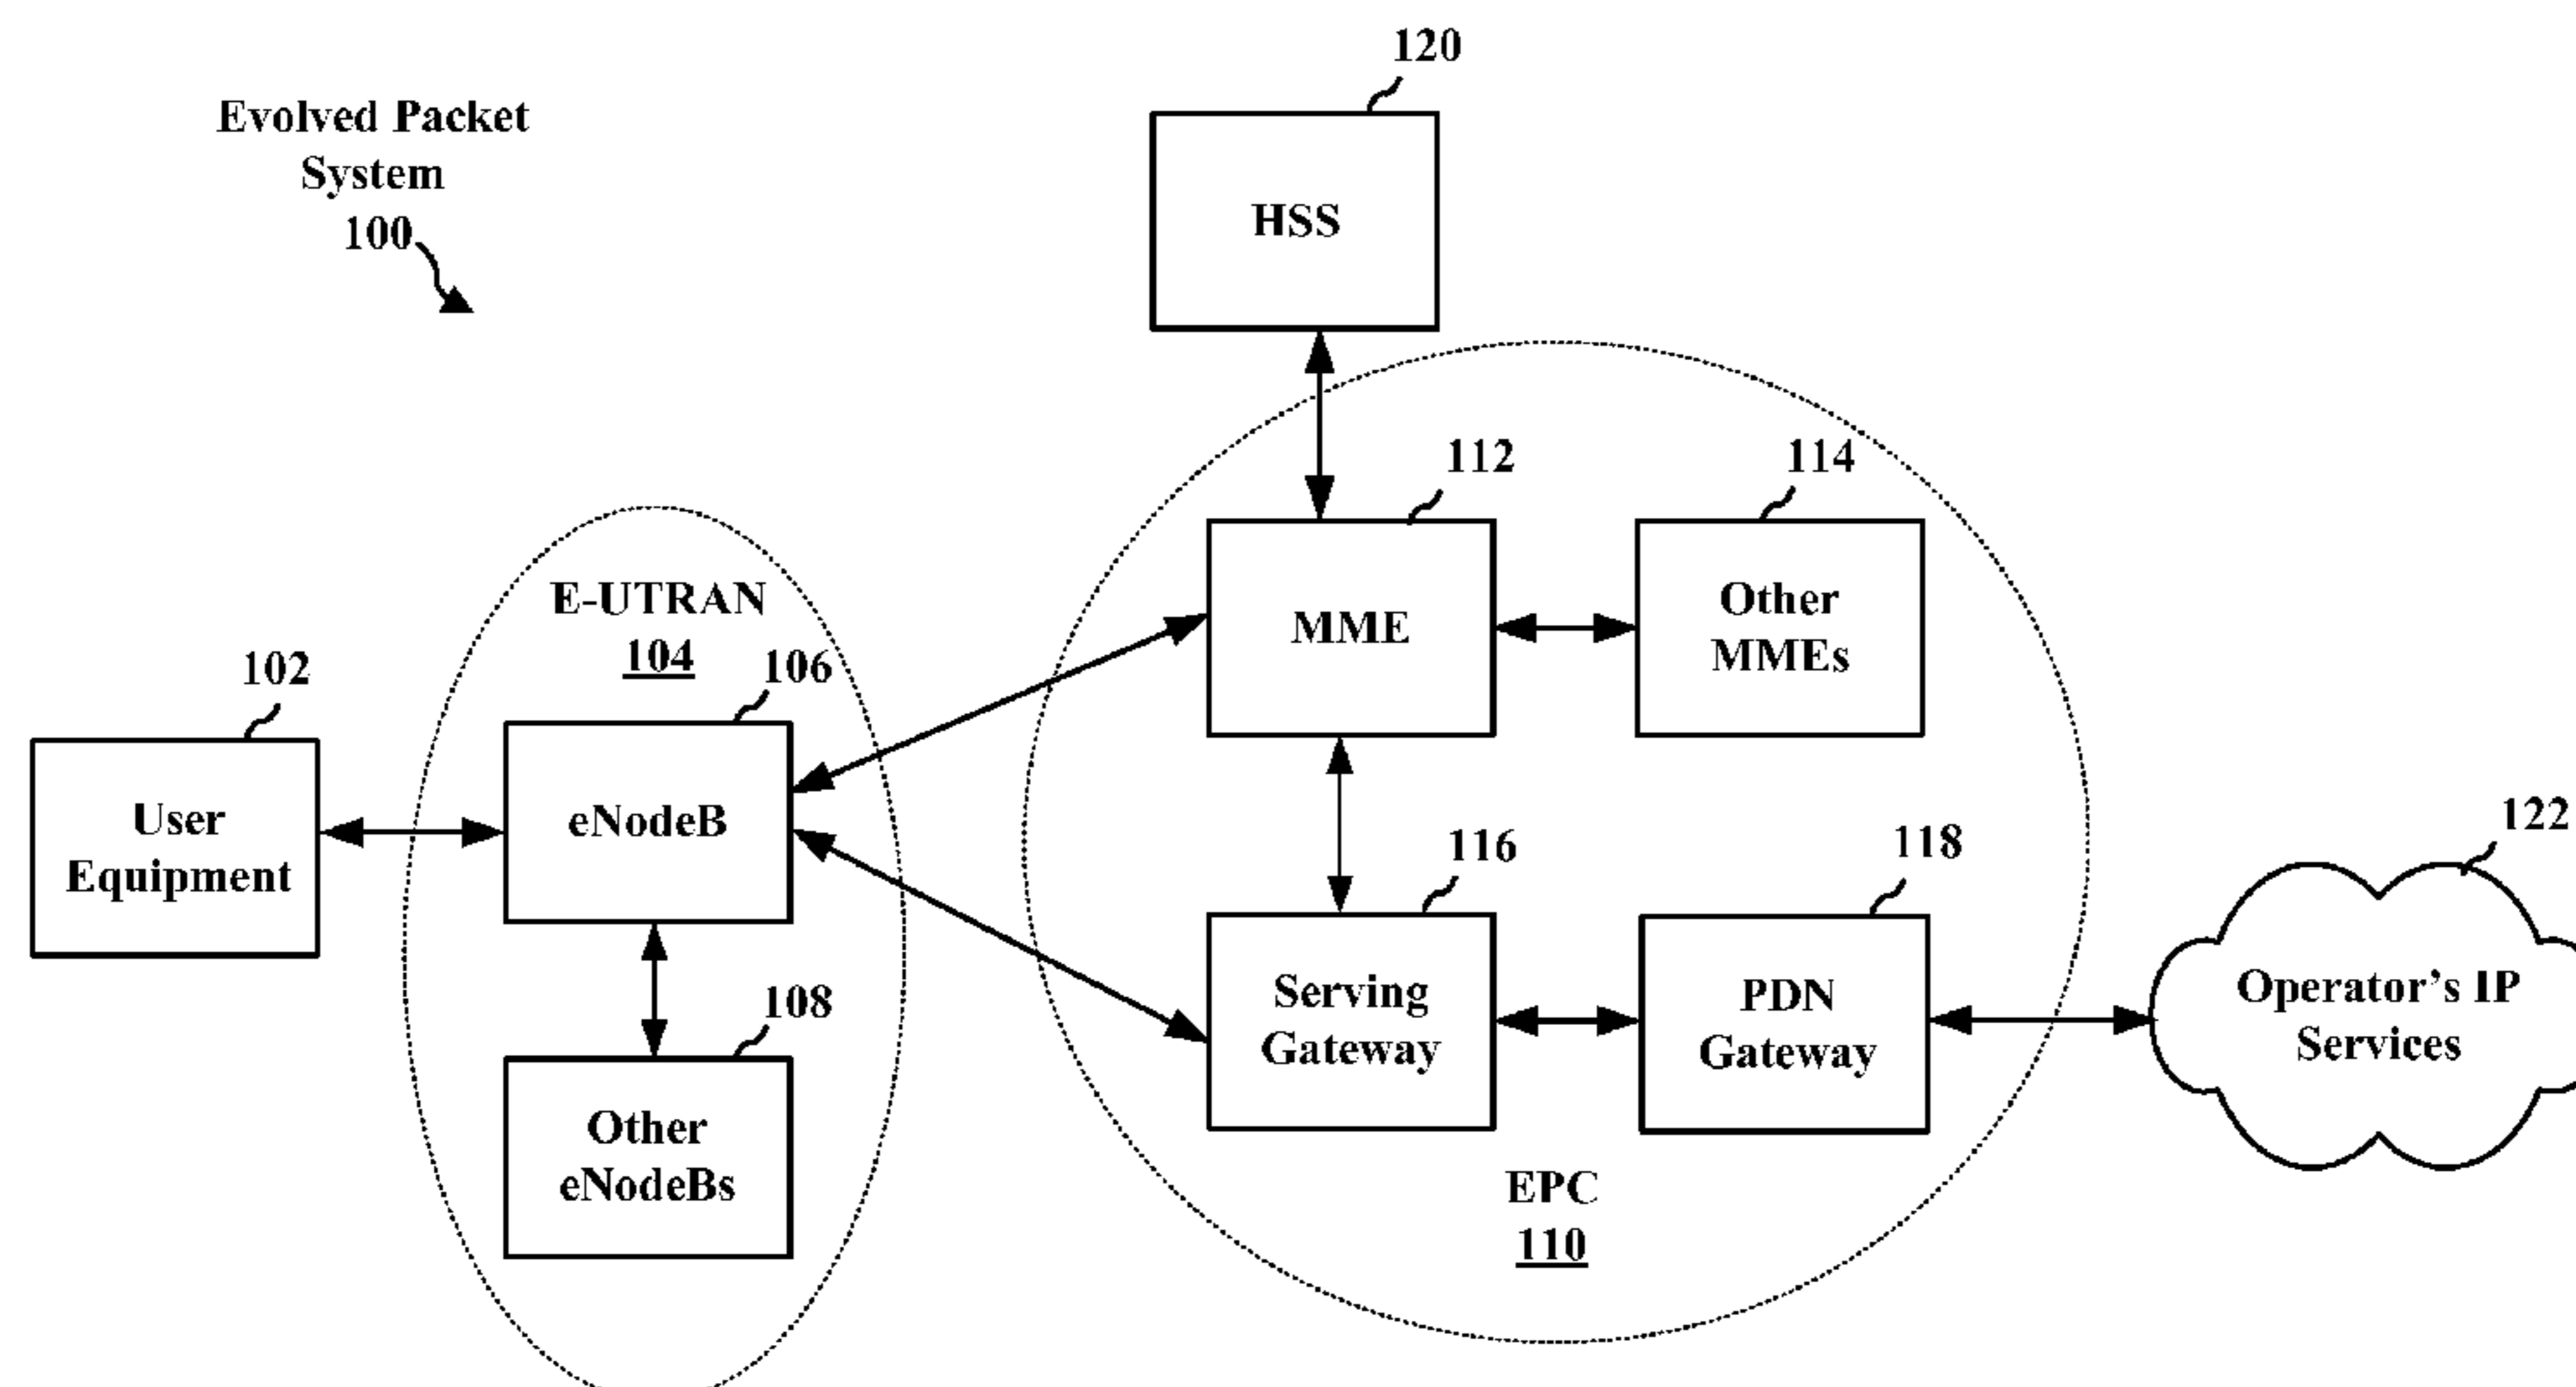 Evolved Packet
System
100
120
HSS
112
114
MME
Other
MMEs
E-UTRAN
104
106
102
User
Equipment
eNodeB
108
Other
eNodeBs
116
118
Serving
Gateway
PDN
Gateway
122
Operator’s IP
Services
EPC
110